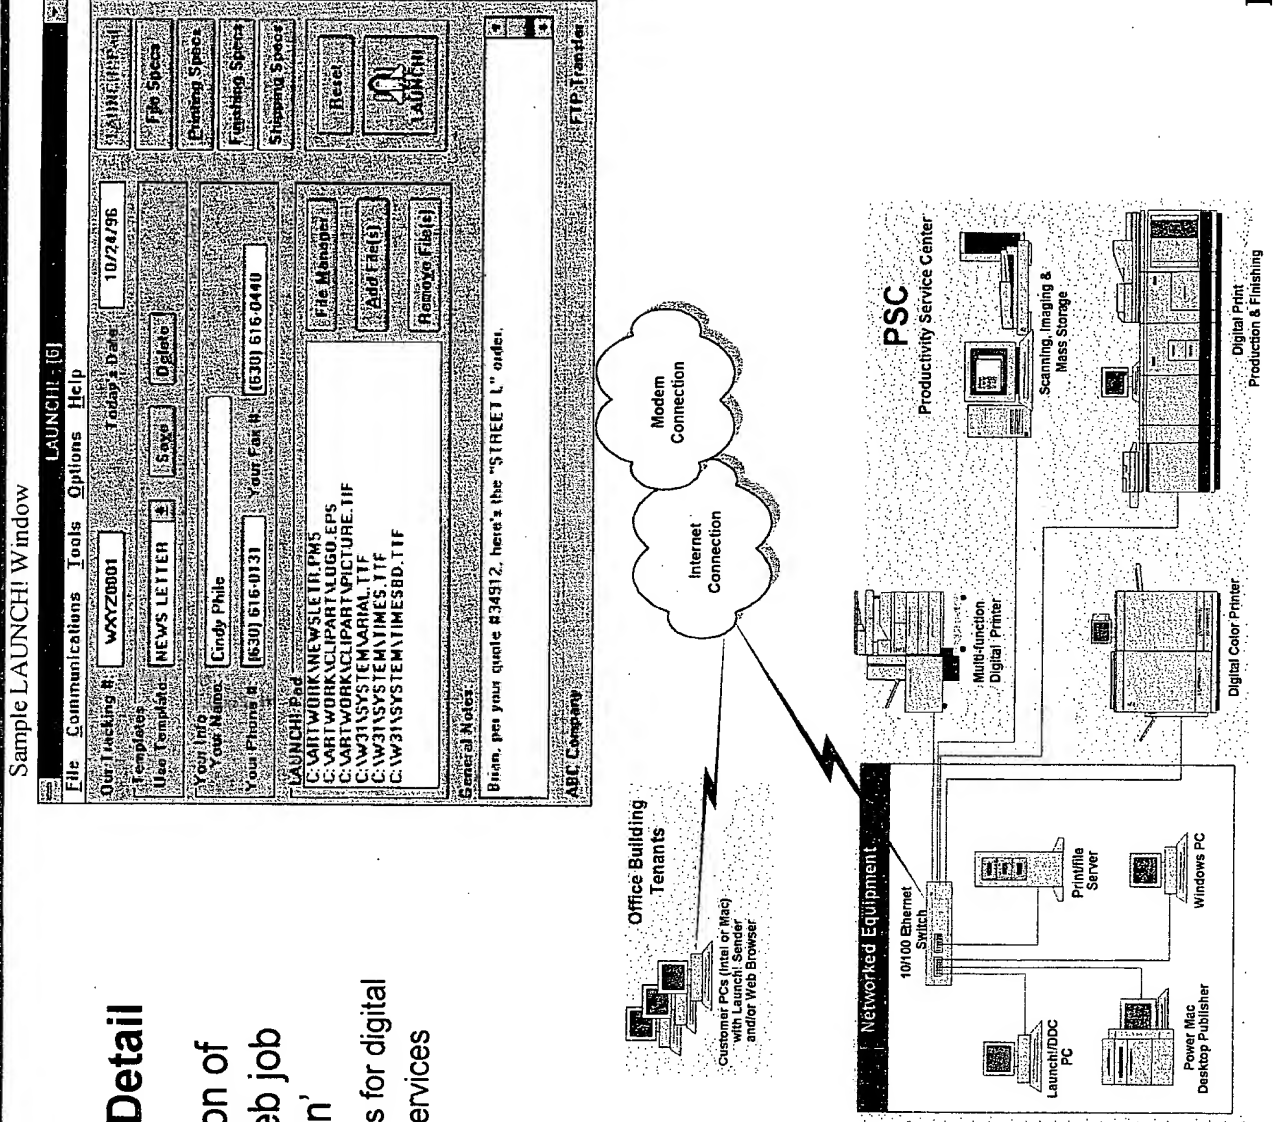 Sample LAUNCH! Window
LAUNCH! - [6]
File Communications Tools Options Help
Our Tracking #: WXYZ0001 Today's Date: 10/24/96
Templates
Use Template: NEWS LETTER Save Delete
Your Info
Your Name: Cindy Phile
Your Phone #: (630) 616-0131 Your Fax #: (630) 616-0440
LAUNCH! Pad
C:\ARTWORK\NEWSLETR.PM5
C:\ARTWORK\CLIPART\LOGO.EPS
C:\ARTWORK\CLIPART\PICTURE.TIF
C:\W31\SYSTEM\ARIAL.TTF
C:\W31\SYSTEM\TIMES.TTF
C:\W31\SYSTEM\TIMESBD.TTF
File Manager
Add File(s)
Remove File(s)
LAUNCH! Pad
File Specs
Printing Specs
Finishing Specs
Shipping Specs
Reset
LAUNCH!
General Notes:
Brian, per your quote #34912, here's the "STREET L" order.
ABC Company FTP Transfer
Detail
on of
eb job
n'
s for digital
ervices
Office Building
Tenants
Customer PCs (Intel or Mac)
with Launch! Sender
and/or Web Browser
Internet
Connection
Modem
Connection
Networked Equipment
10/100 Ethernet
Switch
Launch!/DDC
PC
Print/file
Server
Power Mac
Desktop Publisher
Windows PC
PSC
Productivity Service Center
Multi-function
Digital Printer
Scanning, Imaging &
Mass Storage
Digital Color Printer
Digital Print
Production & Finishing